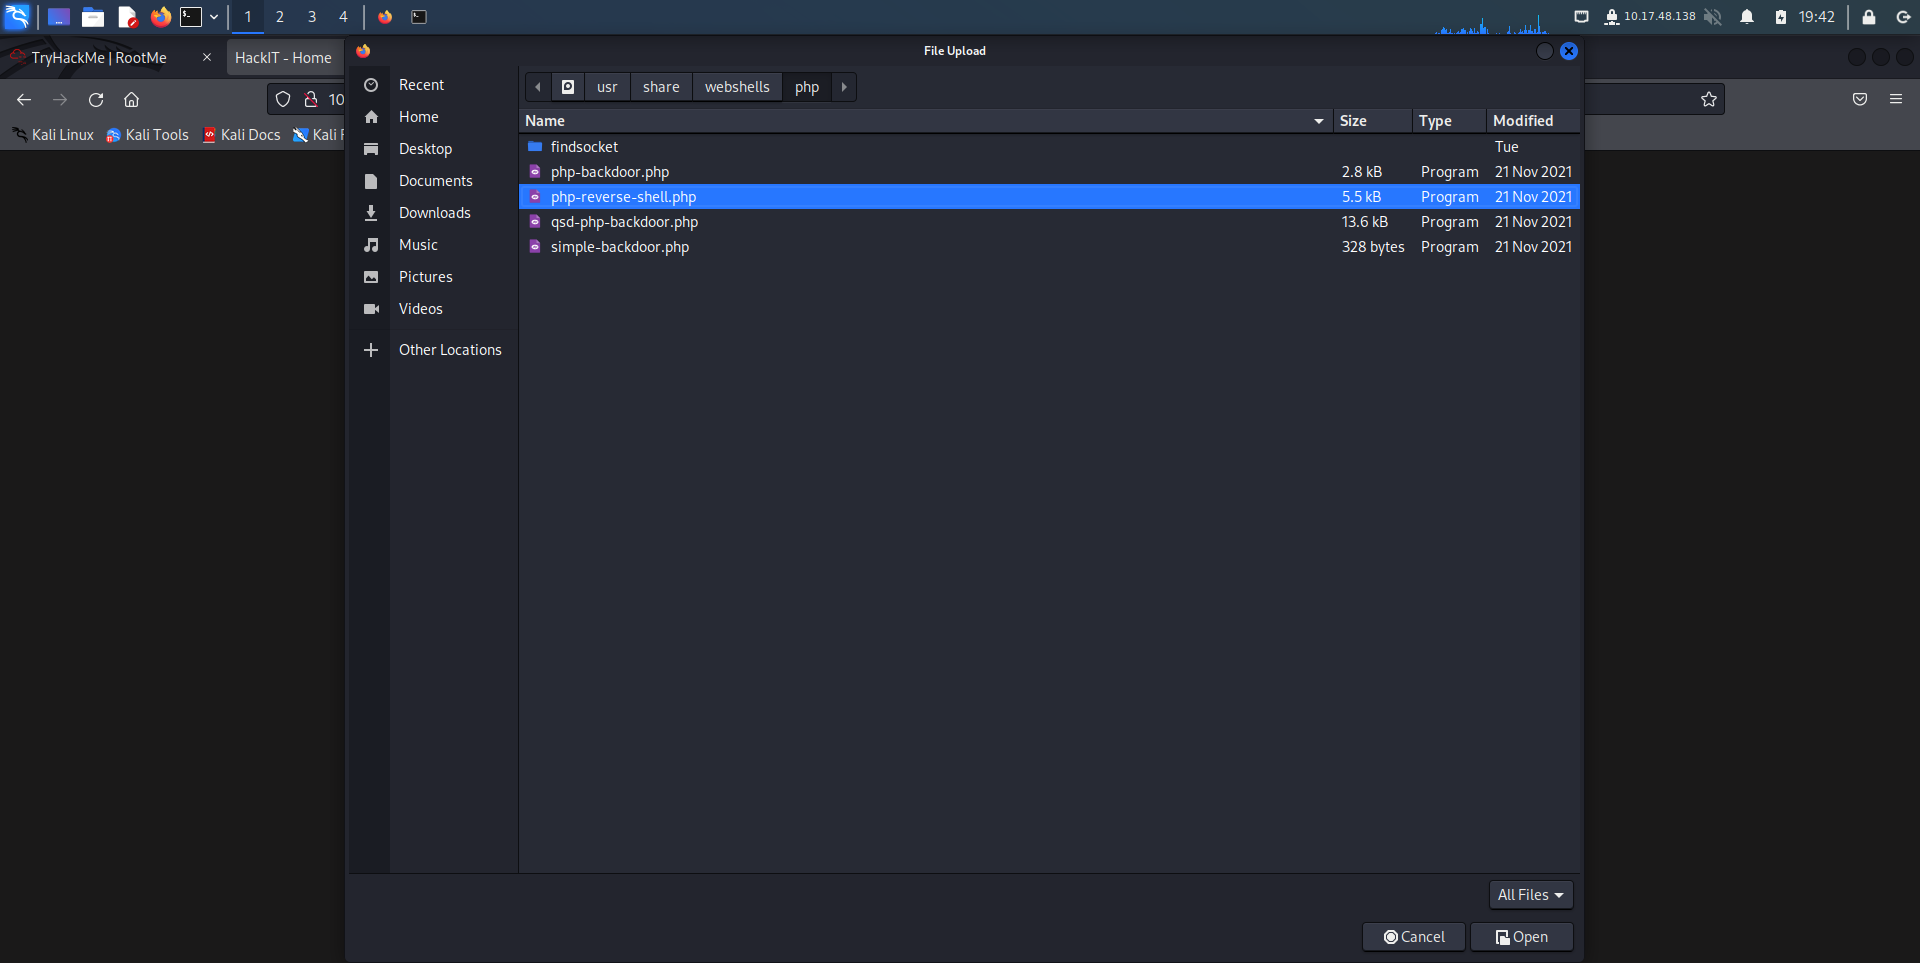 1 2 3 4 10.17.48.138 19:42
TryHackMe | RootMe HackIT - Home File Upload
10
Kali Linux Kali Tools Kali Docs Kali F
Recent
Home
Desktop
Documents
Downloads
Music
Pictures
Videos
Other Locations
usr share webshells php
Name Size Type Modified
findsocket Tue
php-backdoor.php 2.8 kB Program 21 Nov 2021
php-reverse-shell.php 5.5 kB Program 21 Nov 2021
qsd-php-backdoor.php 13.6 kB Program 21 Nov 2021
simple-backdoor.php 328 bytes Program 21 Nov 2021
All Files
Cancel Open